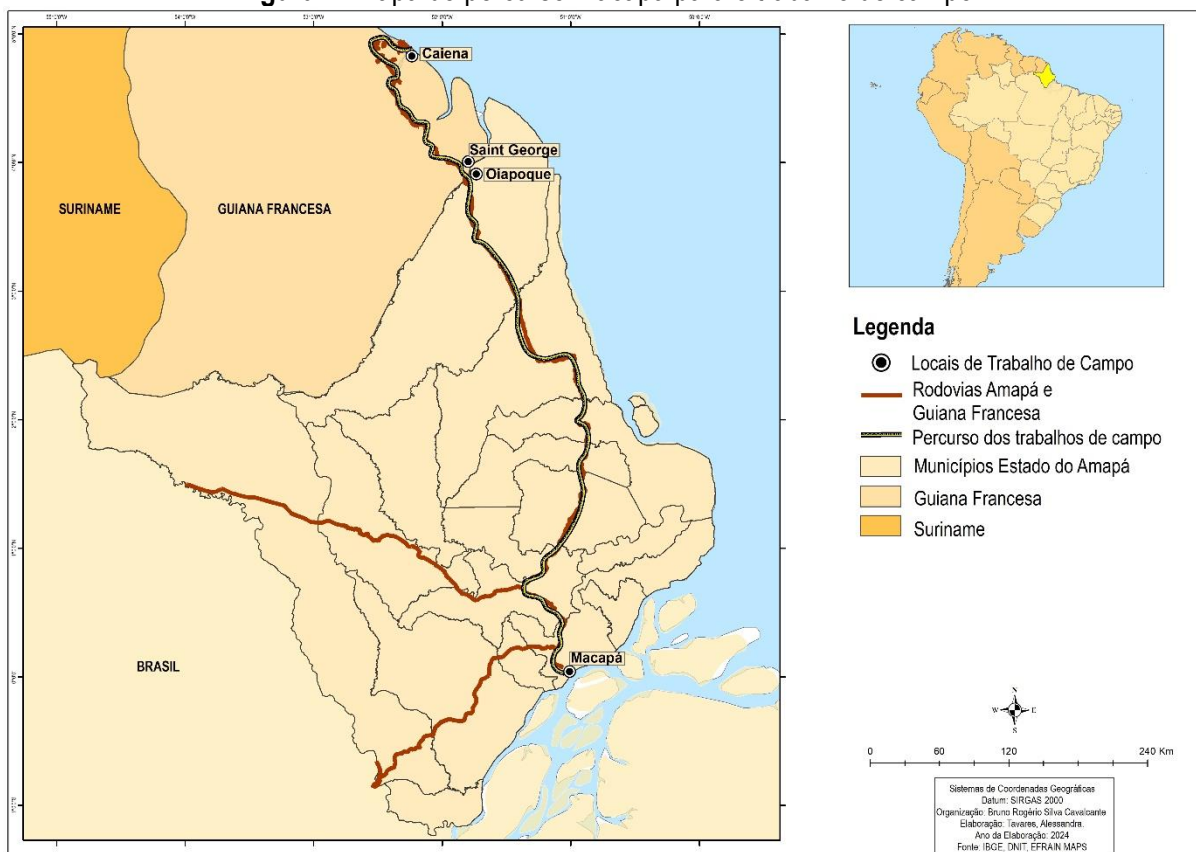 Caiena
Saint George
Oiapoque
SURINAME
GUIANA FRANCESA
BRASIL
Macapá
Legenda
Locais de Trabalho de Campo
Rodovias Amapá e
Guiana Francesa
Percurso dos trabalhos de campo
Municípios Estado do Amapá
Guiana Francesa
Suriname
N
W E
S
0 60 120 240 Km
Sistemas de Coordenadas Geográficas
Datum: SIRGAS 2000
Organização: Bruno Rogério Silva Cavalcante
Elaboração: Tavares, Alessandra.
Ano da Elaboração: 2024
Fonte: IBGE, DNIT, EFRAIN MAPS